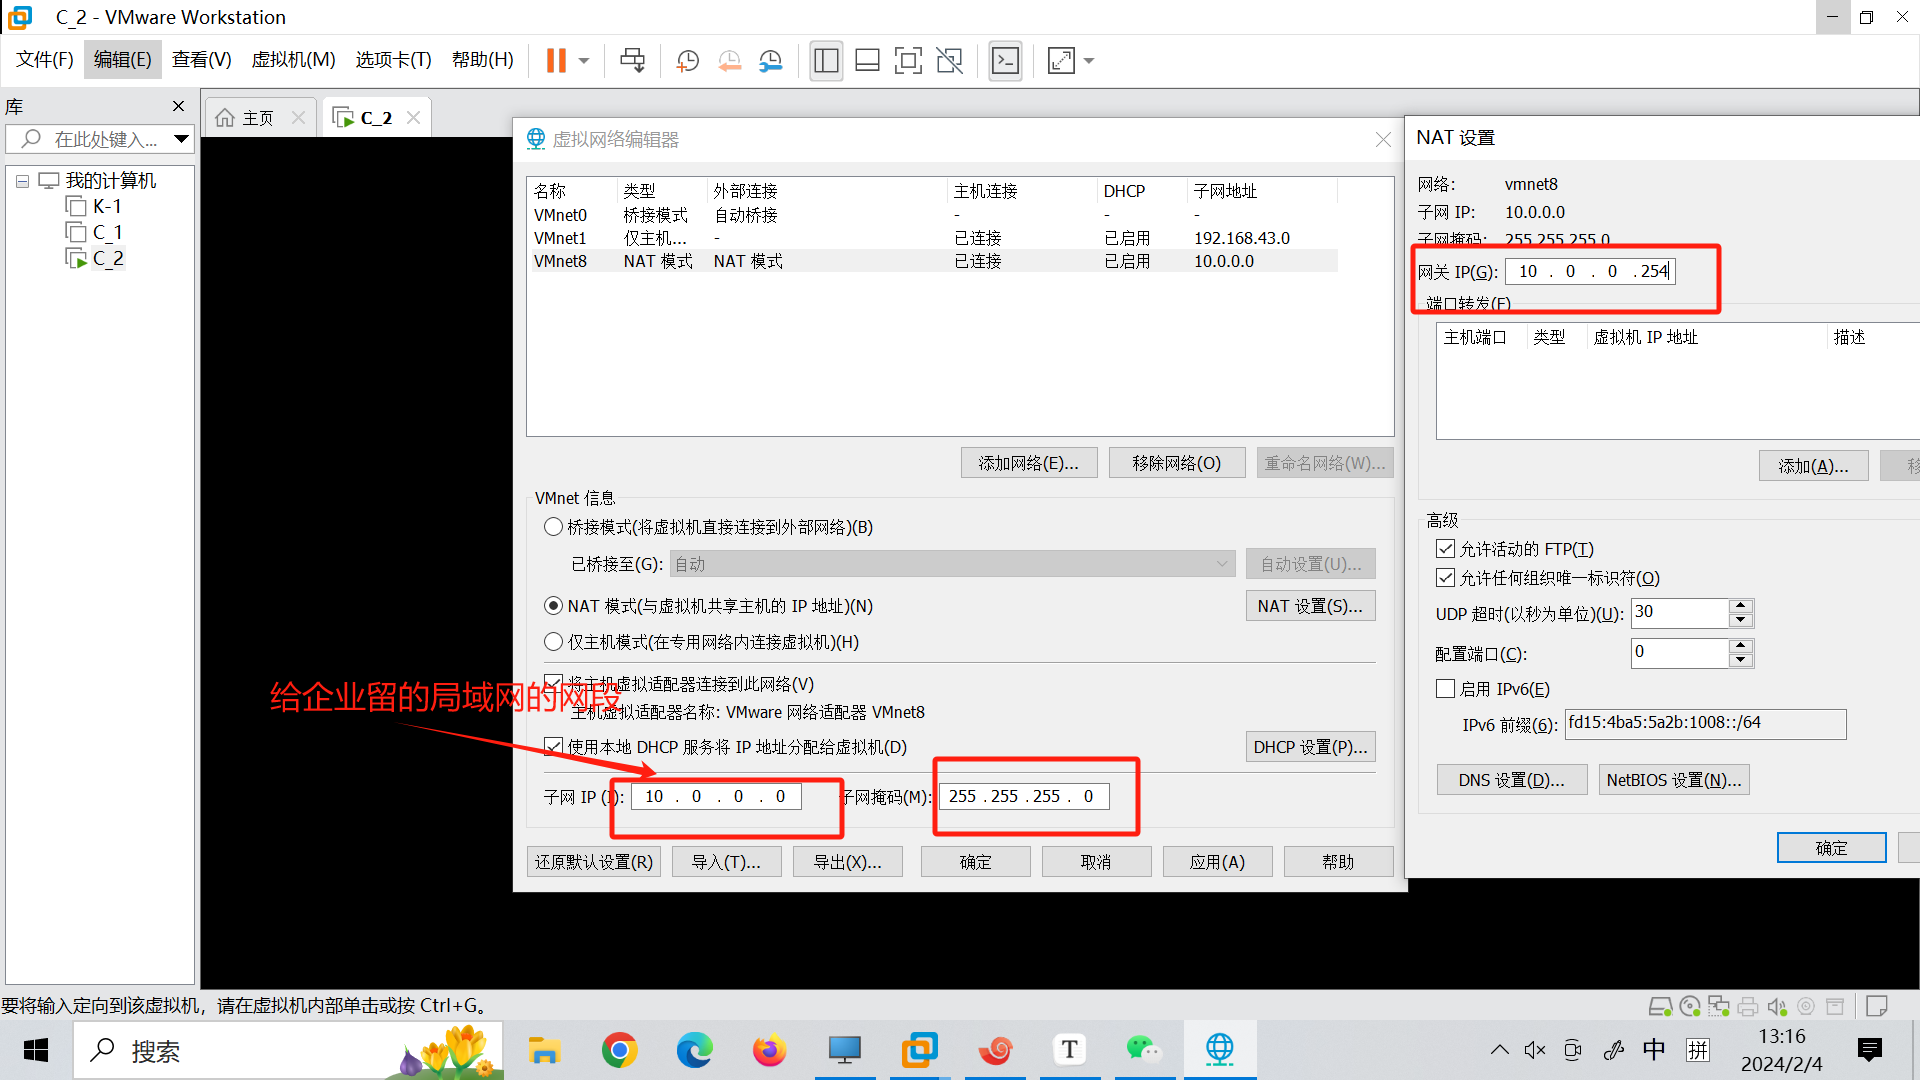 C_2 - VMware Workstation
文件(F) 编辑(E) 查看(V) 虚拟机(M) 选项卡(T) 帮助(H)
库
在此处键入...
我的计算机
K-1
C_1
C_2
主页
C_2
虚拟网络编辑器
名称 类型 外部连接 主机连接 DHCP 子网地址
VMnet0 桥接模式 自动桥接 - - -
VMnet1 仅主机... - 已连接 已启用 192.168.43.0
VMnet8 NAT 模式 NAT 模式 已连接 已启用 10.0.0.0
添加网络(E)... 移除网络(O) 重命名网络(W)...
VMnet 信息
桥接模式(将虚拟机直接连接到外部网络)(B)
已桥接至(G): 自动 自动设置(U)...
NAT 模式(与虚拟机共享主机的 IP 地址)(N) NAT 设置(S)...
仅主机模式(在专用网络内连接虚拟机)(H)
将主机虚拟适配器连接到此网络(V)
给企业留的局域网的网段
主机虚拟适配器名称: VMware 网络适配器 VMnet8
使用本地 DHCP 服务将 IP 地址分配给虚拟机(D) DHCP 设置(P)...
子网 IP (I): 10 . 0 . 0 . 0 子网掩码(M): 255 . 255 . 255 . 0
还原默认设置(R) 导入(T)... 导出(X)... 确定 取消 应用(A) 帮助
NAT 设置
网络: vmnet8
子网 IP: 10.0.0.0
子网掩码: 255.255.255.0
网关 IP(G): 10 . 0 . 0 . 254
端口转发(F)
主机端口 类型 虚拟机 IP 地址 描述
添加(A)...
高级
允许活动的 FTP(T)
允许任何组织唯一标识符(O)
UDP 超时(以秒为单位)(U): 30
配置端口(C): 0
启用 IPv6(E)
IPv6 前缀(6): fd15:4ba5:5a2b:1008::/64
DNS 设置(D)... NetBIOS 设置(N)...
确定
要将输入定向到该虚拟机，请在虚拟机内部单击或按 Ctrl+G。
搜索
T
中 拼
13:16
2024/2/4